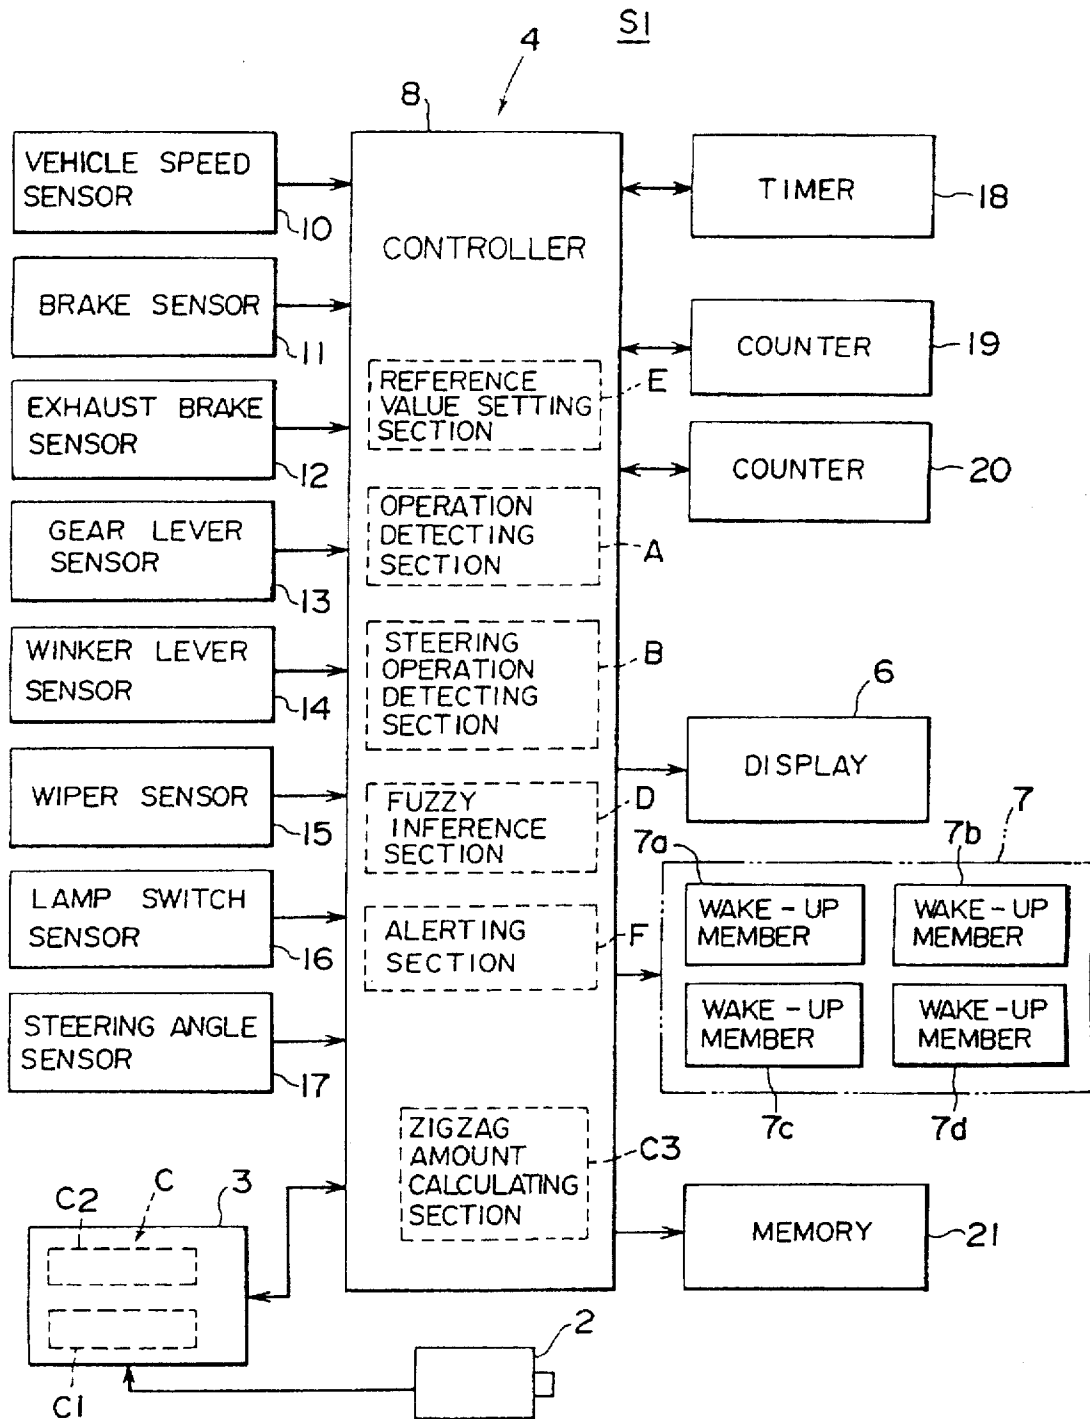 S1
4
8
VEHICLE SPEED
SENSOR
10
BRAKE SENSOR
11
EXHAUST BRAKE
SENSOR
12
GEAR LEVER
SENSOR
13
WINKER LEVER
SENSOR
14
WIPER SENSOR
15
LAMP SWITCH
SENSOR
16
STEERING ANGLE
SENSOR
17
CONTROLLER
REFERENCE
VALUE SETTING
SECTION
E
OPERATION
DETECTING
SECTION
A
STEERING
OPERATION
DETECTING
SECTION
B
FUZZY
INFERENCE
SECTION
D
ALERTING
SECTION
F
ZIGZAG
AMOUNT
CALCULATING
SECTION
C3
TIMER
18
COUNTER
19
COUNTER
20
6
DISPLAY
7
7a
7b
WAKE-UP
MEMBER
WAKE-UP
MEMBER
WAKE-UP
MEMBER
WAKE-UP
MEMBER
7c
7d
MEMORY
21
C2
C
3
C1
2